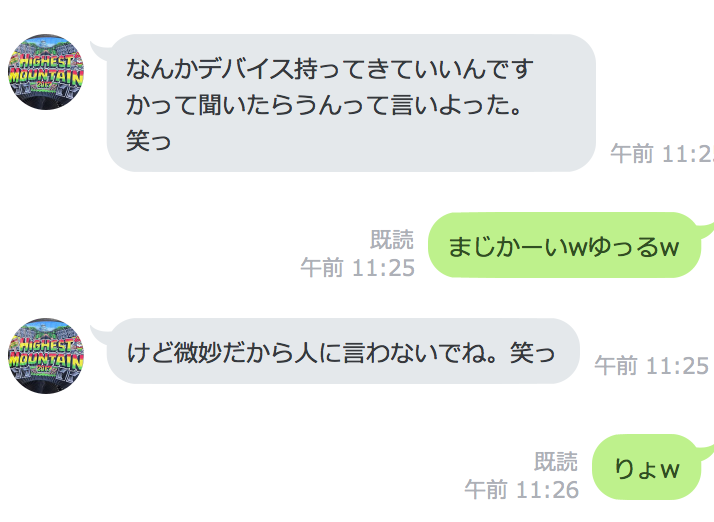 HIGHEST
MOUNTAIN
なんかデバイス持ってきていいんです
かって聞いたらうんって言いよった。
笑っ
午前 11:2
既読
午前 11:25
まじかーいwゆっるw
HIGHEST
MOUNTAIN
けど微妙だから人に言わないでね。笑っ
午前 11:25
既読
午前 11:26
りょw